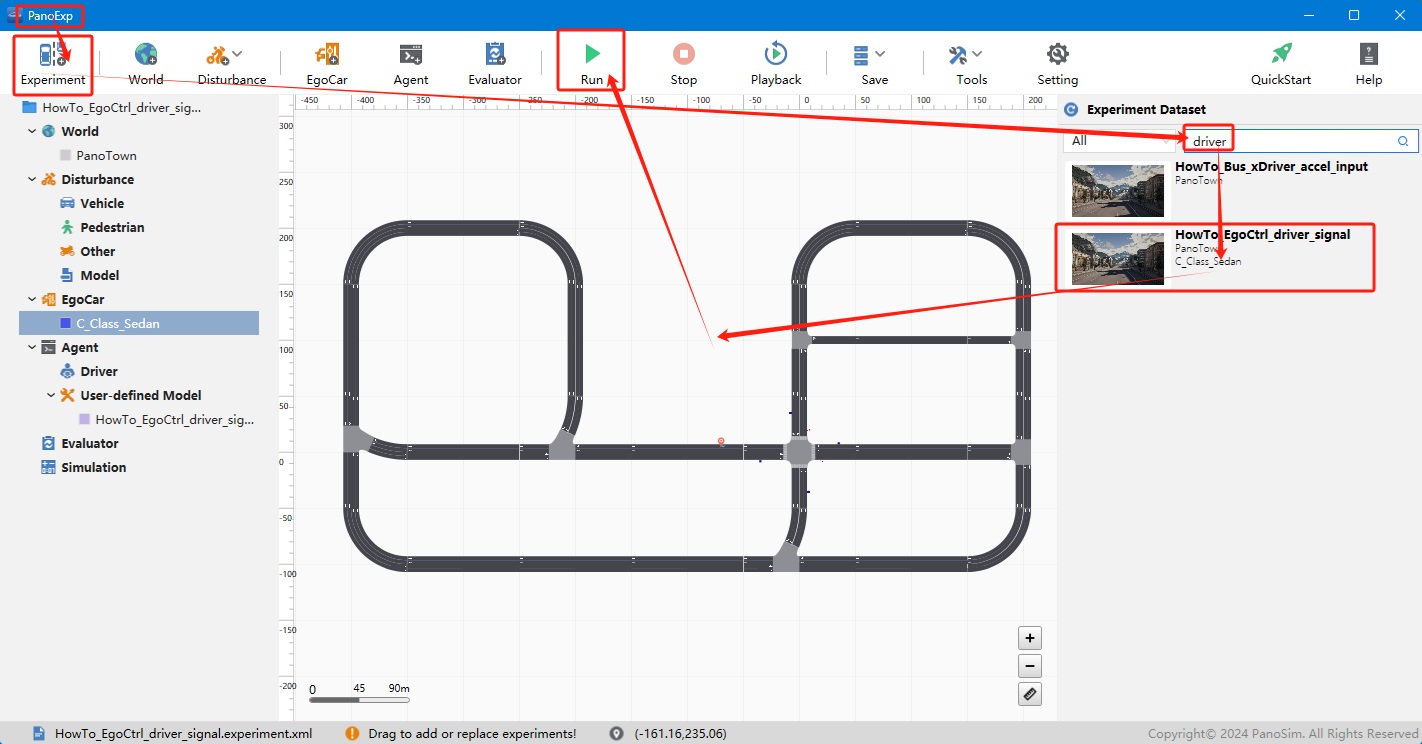 PanoExp
Experiment
World
Disturbance
EgoCar
Agent
Evaluator
Run
Stop
Playback
Save
Tools
Setting
QuickStart
Help
HowTo_EgoCtrl_driver_sig...
World
PanoTown
Disturbance
Vehicle
Pedestrian
Other
Model
EgoCar
C_Class_Sedan
Agent
Driver
User-defined Model
HowTo_EgoCtrl_driver_sig...
Evaluator
Simulation
-450 -400 -350 -300 -250 -200 -150 -100 -50 0 50 100 150 200
300
250
200
150
100
50
0
-50
-100
-150
-200
0 45 90m
+
−
Experiment Dataset
All
driver
HowTo_Bus_xDriver_accel_input
PanoTown
HowTo_EgoCtrl_driver_signal
PanoTown
C_Class_Sedan
HowTo_EgoCtrl_driver_signal.experiment.xml
Drag to add or replace experiments!
(-161.16,235.06)
Copyright© 2024 PanoSim. All Rights Reserved